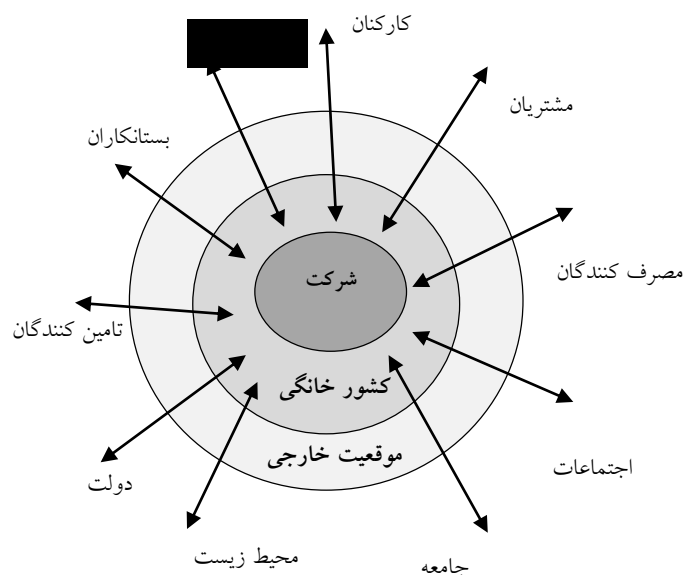 کارکنان
مشتریان
بستانکاران
مصرف کنندگان
شرکت
تامین کنندگان
کشور خانگی
موقعیت خارجی
اجتماعات
دولت
محیط زیست
جامعه